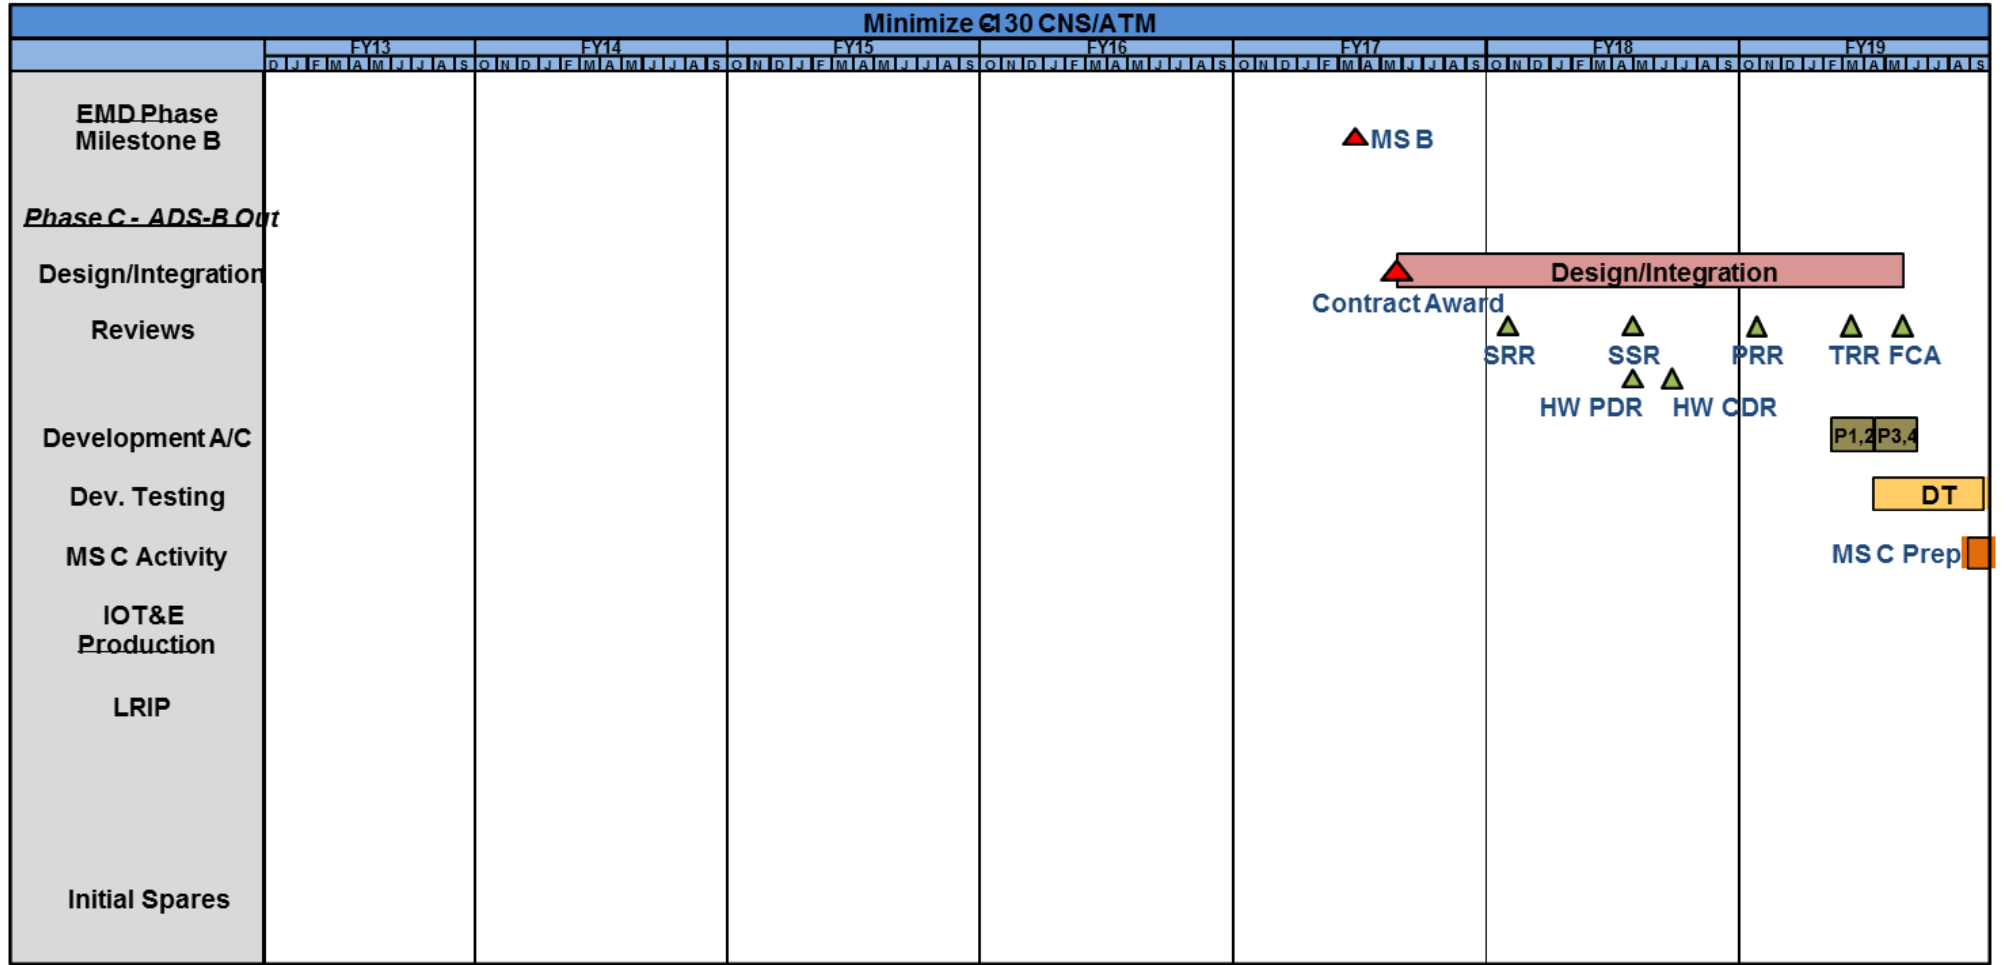 Minimize C-130 CNS/ATM
FY13 FY14 FY15 FY16 FY17 FY18 FY19
D J F M A M J J A S O N D J F M A M J J A S O N D J F M A M J J A S O N D J F M A M J J A S O N D J F M A M J J A S O N D J F M A M J J A S O N D J F M A M J J A S
EMD Phase
Milestone B
MS B
Phase C - ADS-B Out
Design/Integration
Design/Integration
Contract Award
Reviews
SRR SSR PRR TRR FCA
HW PDR HW CDR
Development A/C
P1,2 P3,4
Dev. Testing
DT
MS C Activity
MS C Prep
IOT&E
Production
LRIP
Initial Spares